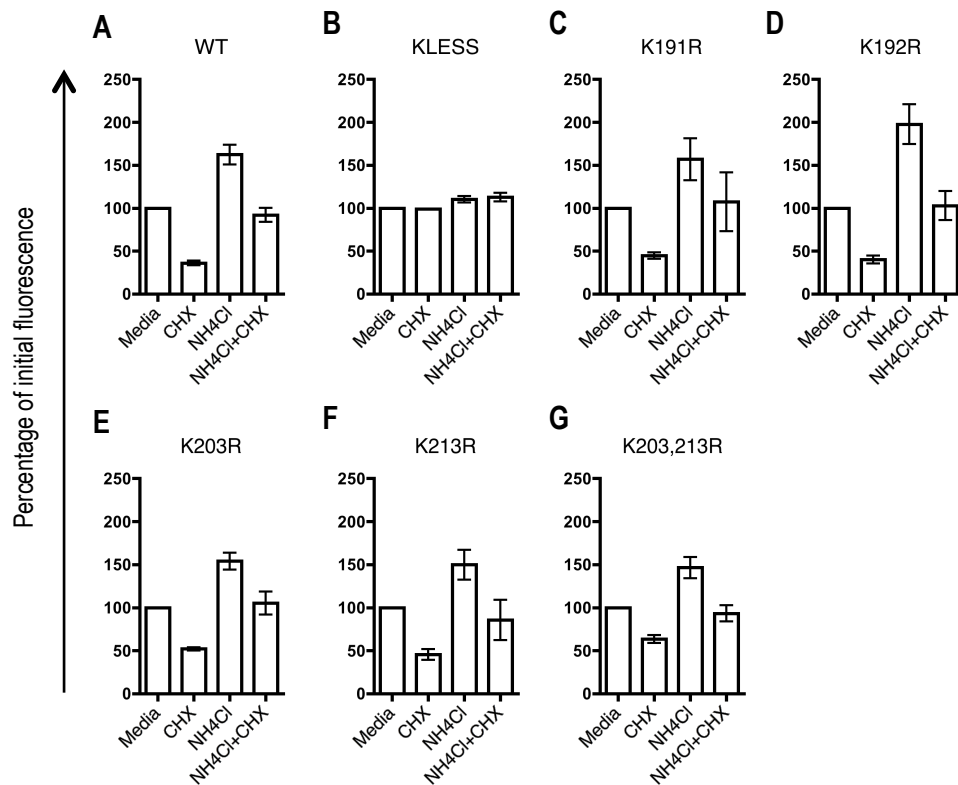 A
WT
250
200
150
100
50
0
Media
CHX
NH4Cl
NH4Cl+CHX
B
KLESS
250
200
150
100
50
0
Media
CHX
NH4Cl
NH4Cl+CHX
C
K191R
250
200
150
100
50
0
Media
CHX
NH4Cl
NH4Cl+CHX
D
K192R
250
200
150
100
50
0
Media
CHX
NH4Cl
NH4Cl+CHX
Percentage of initial fluorescence
E
K203R
250
200
150
100
50
0
Media
CHX
NH4Cl
NH4Cl+CHX
F
K213R
250
200
150
100
50
0
Media
CHX
NH4Cl
NH4Cl+CHX
G
K203,213R
250
200
150
100
50
0
Media
CHX
NH4Cl
NH4Cl+CHX